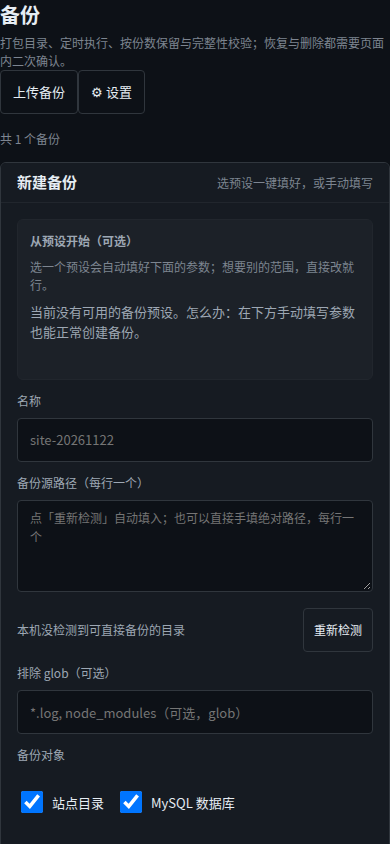 备份
打包目录、定时执行、按份数保留与完整性校验；恢复与删除都需要页面
内二次确认。
上传备份
⚙ 设置
共 1 个备份
新建备份
选预设一键填好，或手动填写
从预设开始（可选）
选一个预设会自动填好下面的参数；想要别的范围，直接改就
行。
当前没有可用的备份预设。怎么办：在下方手动填写参数
也能正常创建备份。
名称
site-20261122
备份源路径（每行一个）
点「重新检测」自动填入；也可以直接手填绝对路径，每行一
个
本机没检测到可直接备份的目录
重新检测
排除 glob（可选）
*.log, node_modules（可选，glob）
备份对象
站点目录
MySQL 数据库